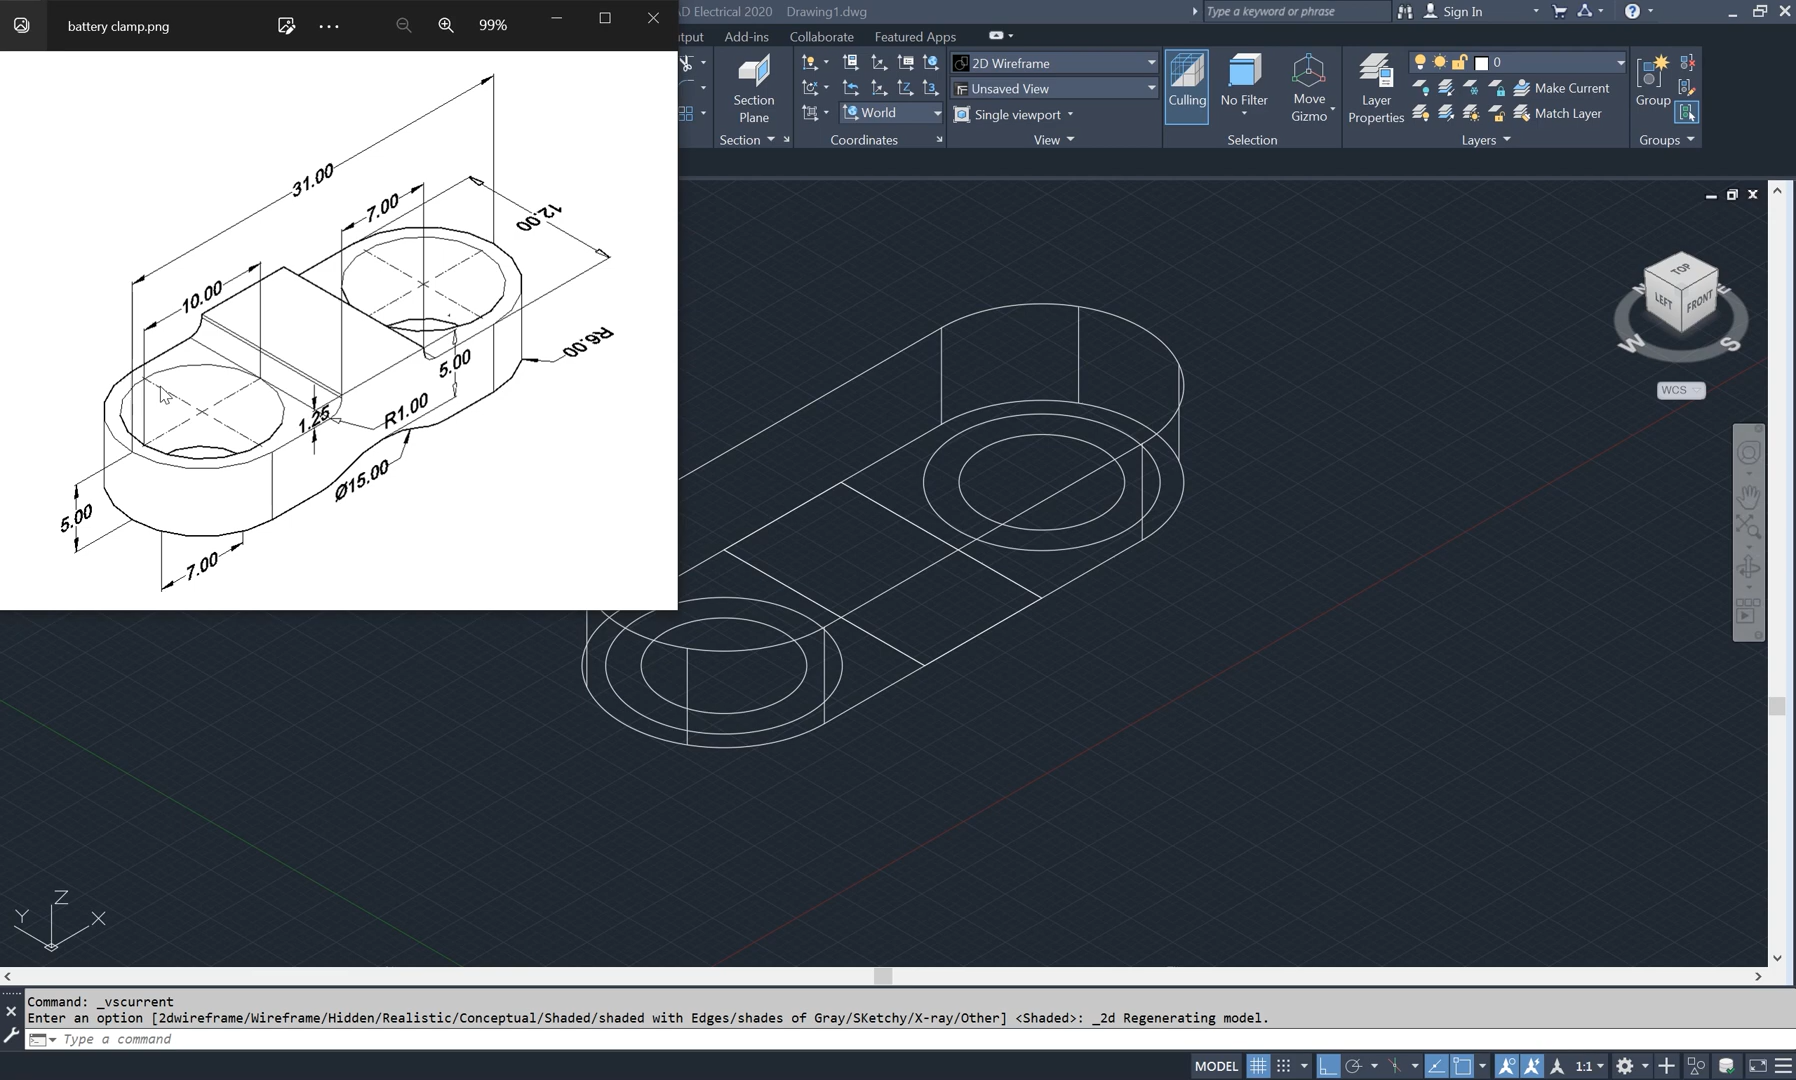 battery clamp.png
99%
AD Electrical 2020 Drawing1.dwg
Type a keyword or phrase
Sign In
Add-ins
Collaborate
Featured Apps
Section
Plane
Section
World
Coordinates
2D Wireframe
Unsaved View
Single viewport
View
Culling
No Filter
Move
Gizmo
Selection
Layer
Properties
0
Make Current
Match Layer
Layers
Group
Groups
31.00
7.00
12.00
10.00
R6.00
5.00
1.25
R1.00
Ø15.00
5.00
7.00
TOP
LEFT
FRONT
W
S
WCS
Z
Y
X
Command: _vscurrent
Enter an option [2dwireframe/Wireframe/Hidden/Realistic/Conceptual/Shaded/shaded with Edges/shades of Gray/SKetchy/X-ray/Other] <Shaded>: _2d Regenerating model.
Type a command
MODEL
1:1